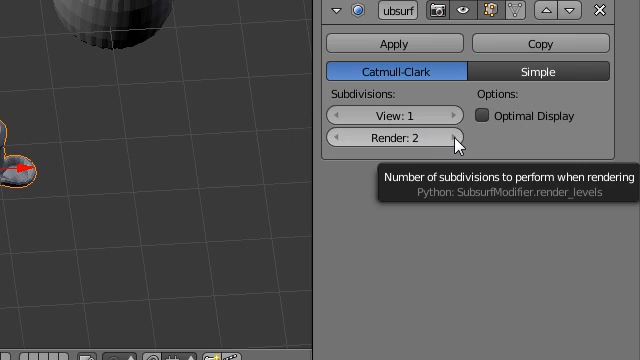 ubsurf
Apply
Copy
Catmull-Clark
Simple
Subdivisions:
Options:
View: 1
Optimal Display
Render: 2
Number of subdivisions to perform when rendering
Python: SubsurfModifier.render_levels